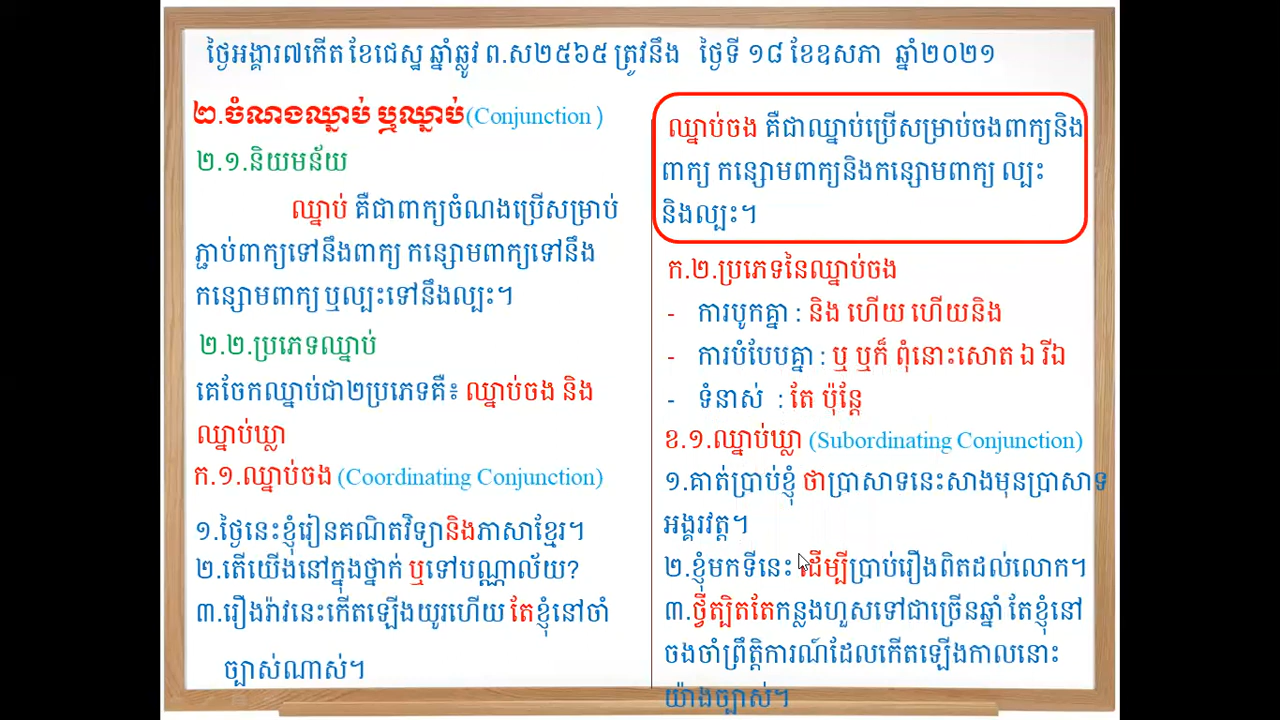 ថ្ងៃអង្គារ៧កើត ខែជេស្ឋ ឆ្នាំឆ្លូវ ព.ស២៥៦៥ ត្រូវនឹង ថ្ងៃទី ១៨ ខែឧសភា ឆ្នាំ២០២១
២.ចំណងឈ្នាប់ ឬឈ្នាប់(Conjunction )
២.១.និយមន័យ
ឈ្នាប់ គឺជាពាក្យចំណងប្រើសម្រាប់
ភ្ជាប់ពាក្យទៅនឹងពាក្យ កន្សោមពាក្យទៅនឹង
កន្សោមពាក្យ ឬល្បះទៅនឹងល្បះ។
២.២.ប្រភេទឈ្នាប់
គេចែកឈ្នាប់ជា២ប្រភេទគឺ៖ ឈ្នាប់ចង និង
ឈ្នាប់ឃ្លា
ក.១.ឈ្នាប់ចង (Coordinating Conjunction)
១.ថ្ងៃនេះខ្ញុំរៀនគណិតវិទ្យានិងភាសាខ្មែរ។
២.តើយើងនៅក្នុងថ្នាក់ ឬទៅបណ្ណាល័យ?
៣.រឿងរ៉ាវនេះកើតឡើងយូរហើយ តែខ្ញុំនៅចាំ
ច្បាស់ណាស់។
ឈ្នាប់ចង គឺជាឈ្នាប់ប្រើសម្រាប់ចងពាក្យនិង
ពាក្យ កន្សោមពាក្យនិងកន្សោមពាក្យ ល្បះ
និងល្បះ។
ក.២.ប្រភេទនៃឈ្នាប់ចង
- ការបូកគ្នា : និង ហើយ ហើយនិង
- ការបំបែបគ្នា : ឬ ឬក៏ ពុំនោះសោត ឯ រីឯ
- ទំនាស់ : តែ ប៉ុន្តែ
ខ.១.ឈ្នាប់ឃ្លា (Subordinating Conjunction)
១.គាត់ប្រាប់ខ្ញុំ ថាប្រាសាទនេះសាងមុនប្រាសាទ
អង្គរវត្ត។
២.ខ្ញុំមកទីនេះ ដើម្បីប្រាប់រឿងពិតដល់លោក។
៣.ថ្វីត្បិតតែកន្លងហួសទៅជាច្រើនឆ្នាំ តែខ្ញុំនៅ
ចងចាំព្រឹត្តិការណ៍ដែលកើតឡើងកាលនោះ
យ៉ាងច្បាស់។